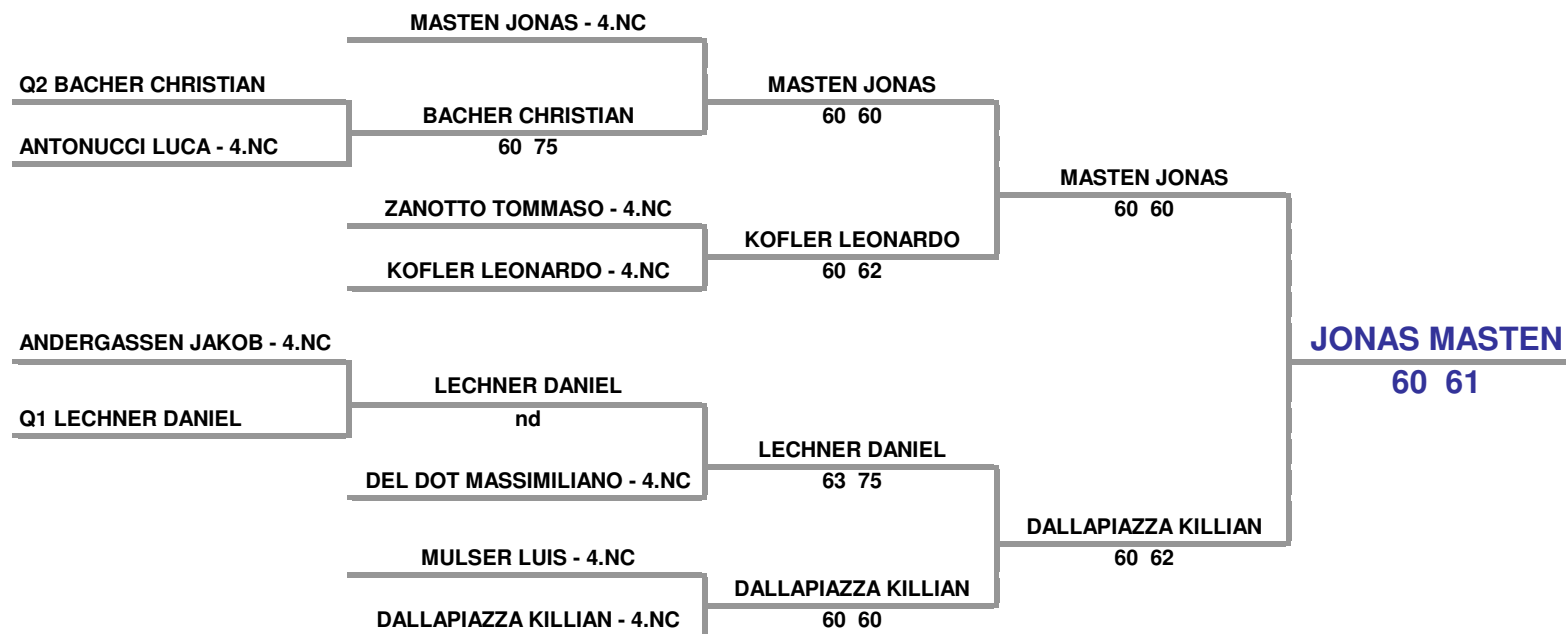 MASTEN JONAS - 4.NC
Q2 BACHER CHRISTIAN
MASTEN JONAS
BACHER CHRISTIAN
60 60
ANTONUCCI LUCA - 4.NC
60 75
MASTEN JONAS
ZANOTTO TOMMASO - 4.NC
60 60
KOFLER LEONARDO
KOFLER LEONARDO - 4.NC
60 62
ANDERGASSEN JAKOB - 4.NC
JONAS MASTEN
LECHNER DANIEL
60 61
Q1 LECHNER DANIEL
nd
LECHNER DANIEL
DEL DOT MASSIMILIANO - 4.NC
63 75
DALLAPIAZZA KILLIAN
MULSER LUIS - 4.NC
60 62
DALLAPIAZZA KILLIAN
DALLAPIAZZA KILLIAN - 4.NC
60 60